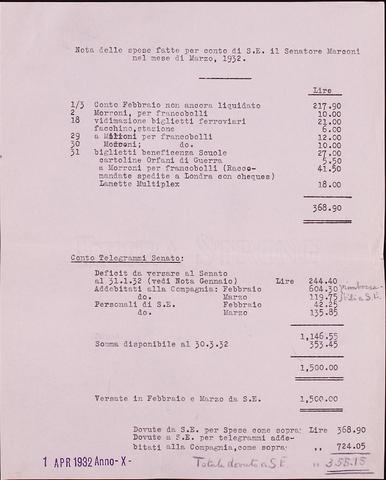 Nota delle spese fatte per conto di S.E. il Senatore Marconi
nel mese di Marzo, 1932.
Lire
1/3 Conto Febbraio non ancora liquidato 217.90
2 Morroni, per francobolli 10.00
18 vidimazione biglietti ferroviari 21.00
facchino, stazione 6.00
29 a Morroni per francobolli 12.00
30 Morroni; do. 10.00
31 biglietti beneficenza Scuole 27.00
cartoline Orfani di Guerra 5.50
a Morroni per francobolli (Racco- 41.50
mandate spedite a Londra con cheques)
Lamette Multiplex 18.00
368.90
Conto Telegrammi Senato:
Deficit da versare al Senato
al 31.1.32 (vedi Nota Gennaio) Lire 244.40
Addebitati alla Compagnia: Febbraio 604.30
do. Marzo 119.75
Personali di S.E. Febbraio 42.25
do. Marzo 135.85
1,146.55
Somma disponibile al 30.3.32 353.45
1,500.00
Versate in Febbraio e Marzo da S.E. 1,500.00
Dovute da S.E. per Spese come sopra: Lire 368.90
Dovute a S.E. per telegrammi adde-
bitati alla Compagnia, come sopra: ,, 724.05
1 APR 1932 Anno -X- Totale dovuto a S.E. ,, 355.15